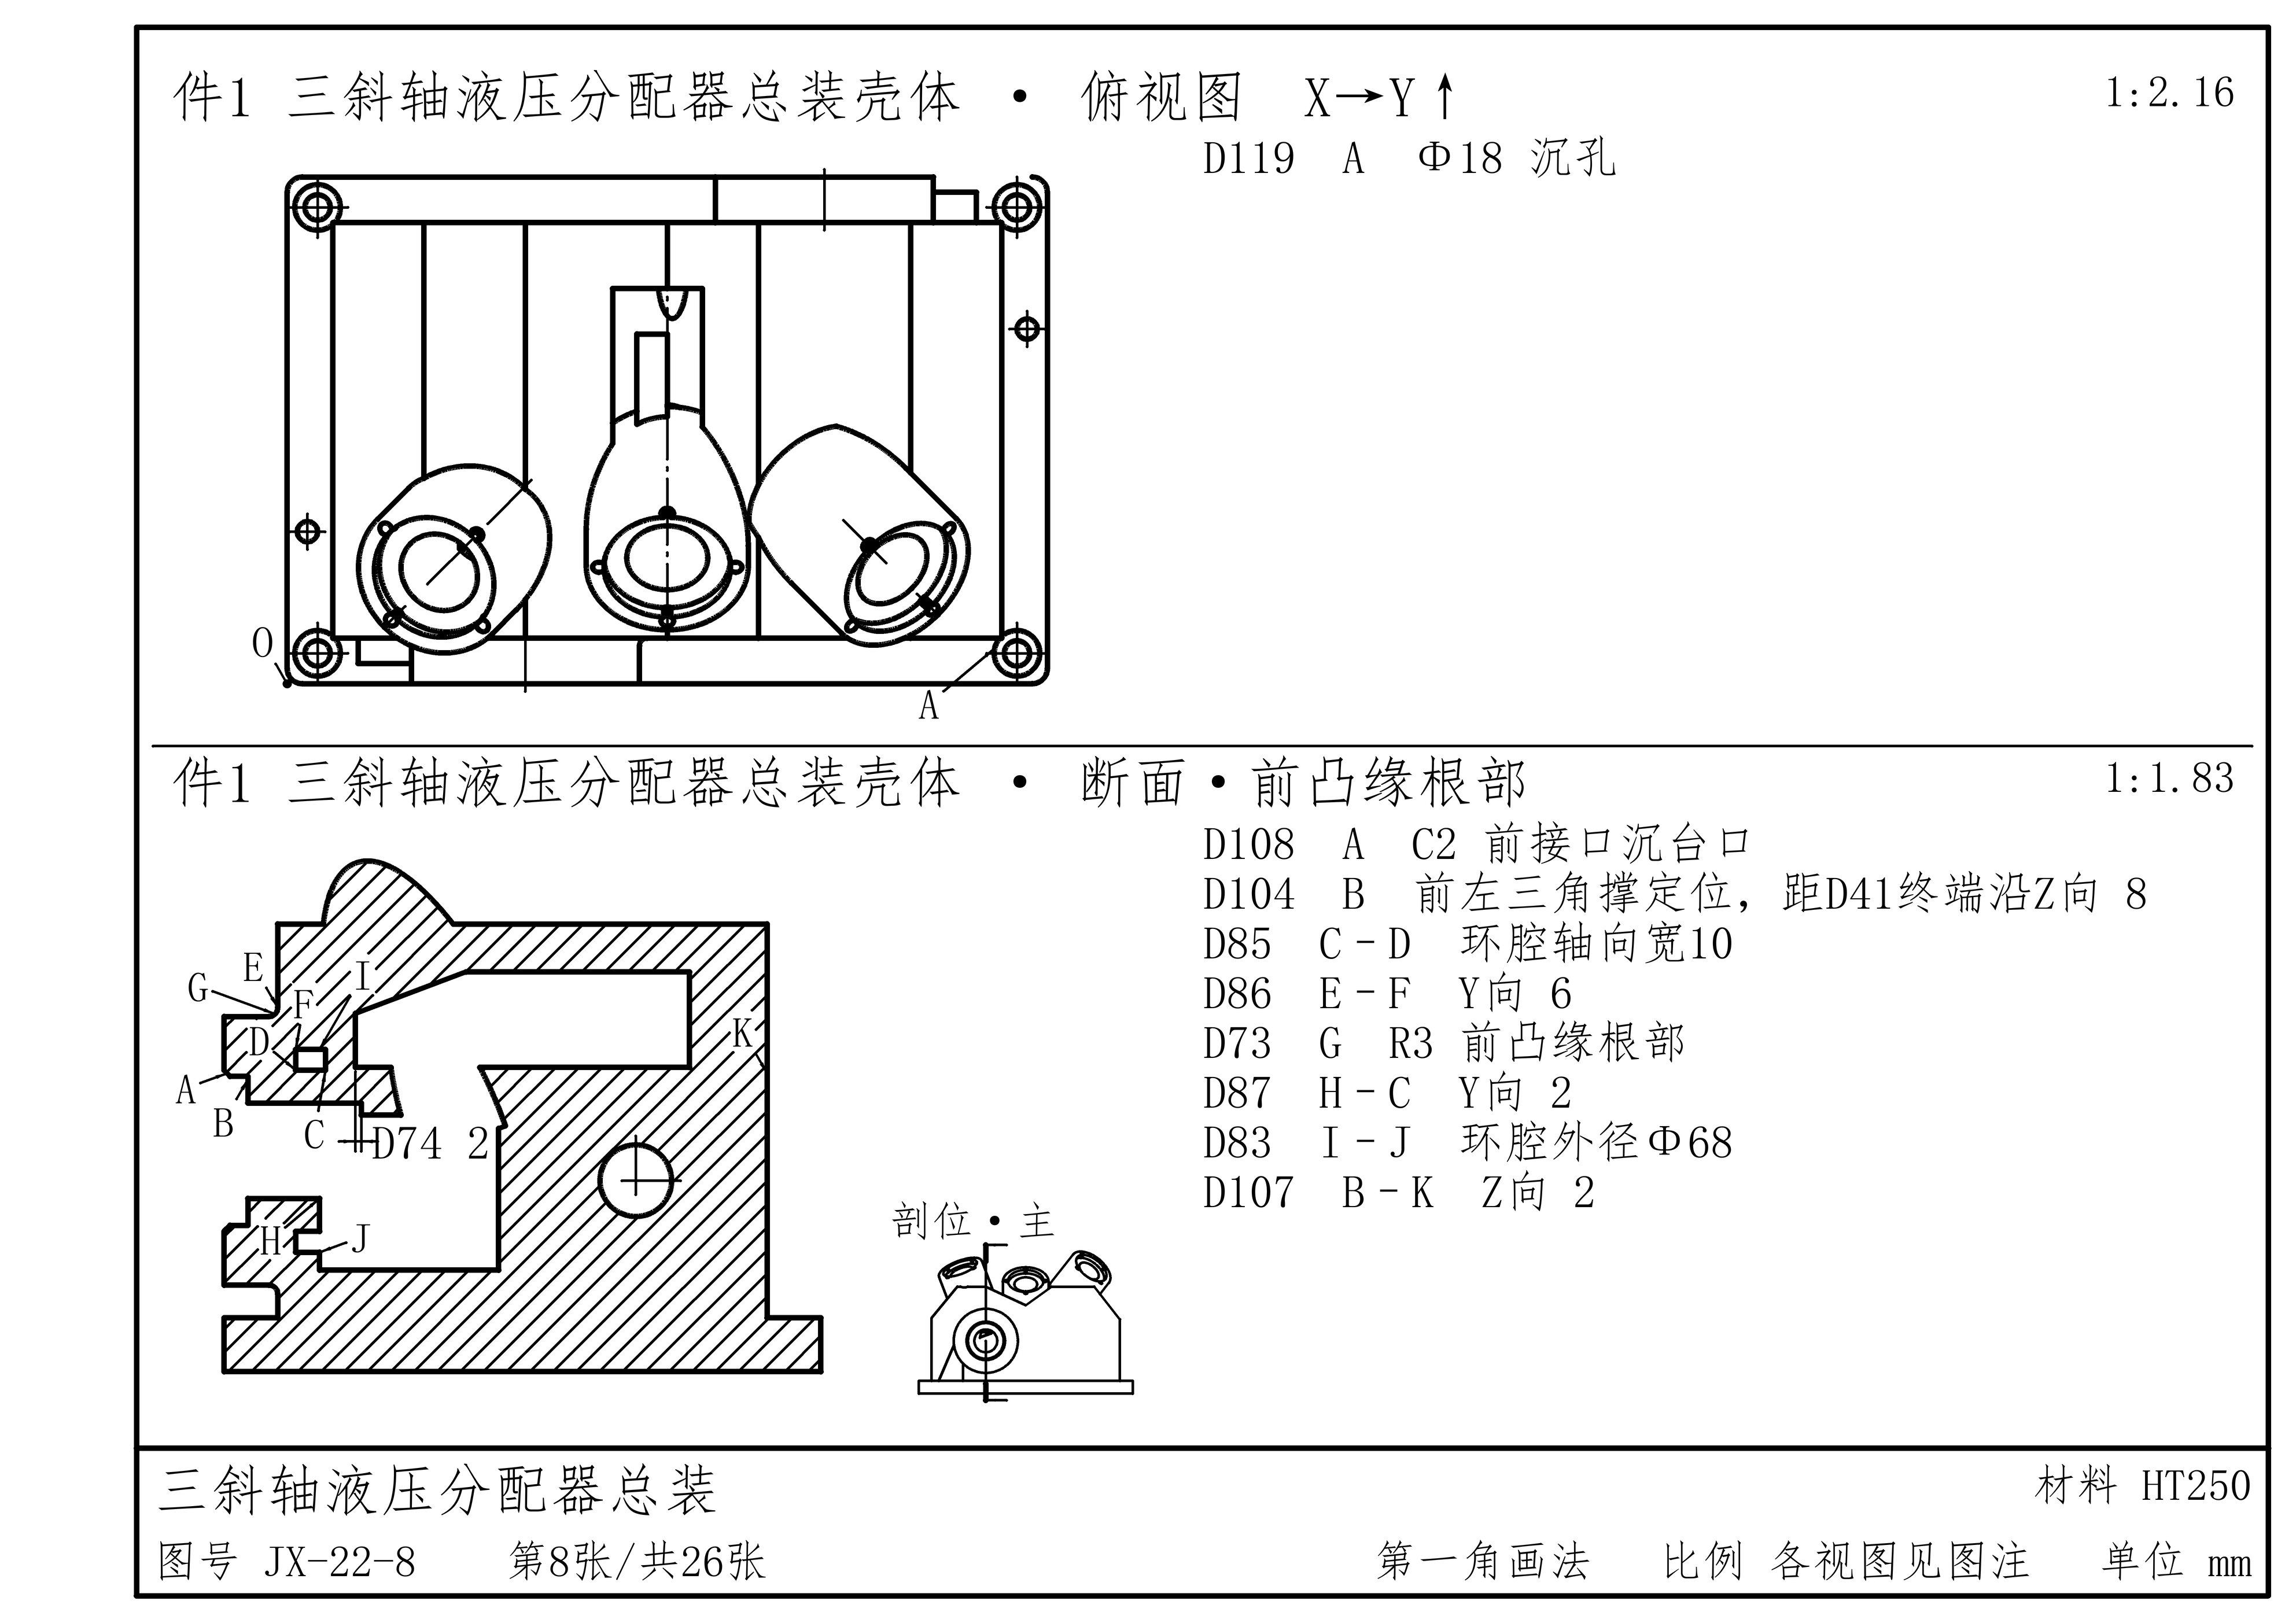 件1 三斜轴液压分配器总装壳体 · 俯视图 X→Y↑
1:2.16
D119 A Φ18 沉孔
O
A
件1 三斜轴液压分配器总装壳体 · 断面·前凸缘根部
1:1.83
D108 A C2 前接口沉台口
D104 B 前左三角撑定位，距D41终端沿Z向 8
D85 C-D 环腔轴向宽10
D86 E-F Y向 6
D73 G R3 前凸缘根部
D87 H-C Y向 2
D83 I-J 环腔外径Φ68
D107 B-K Z向 2
E
I
G
F
D
K
A
B
C
D74 2
H
J
剖位·主
三斜轴液压分配器总装
材料 HT250
图号 JX-22-8 第8张/共26张
第一角画法 比例 各视图见图注 单位 mm